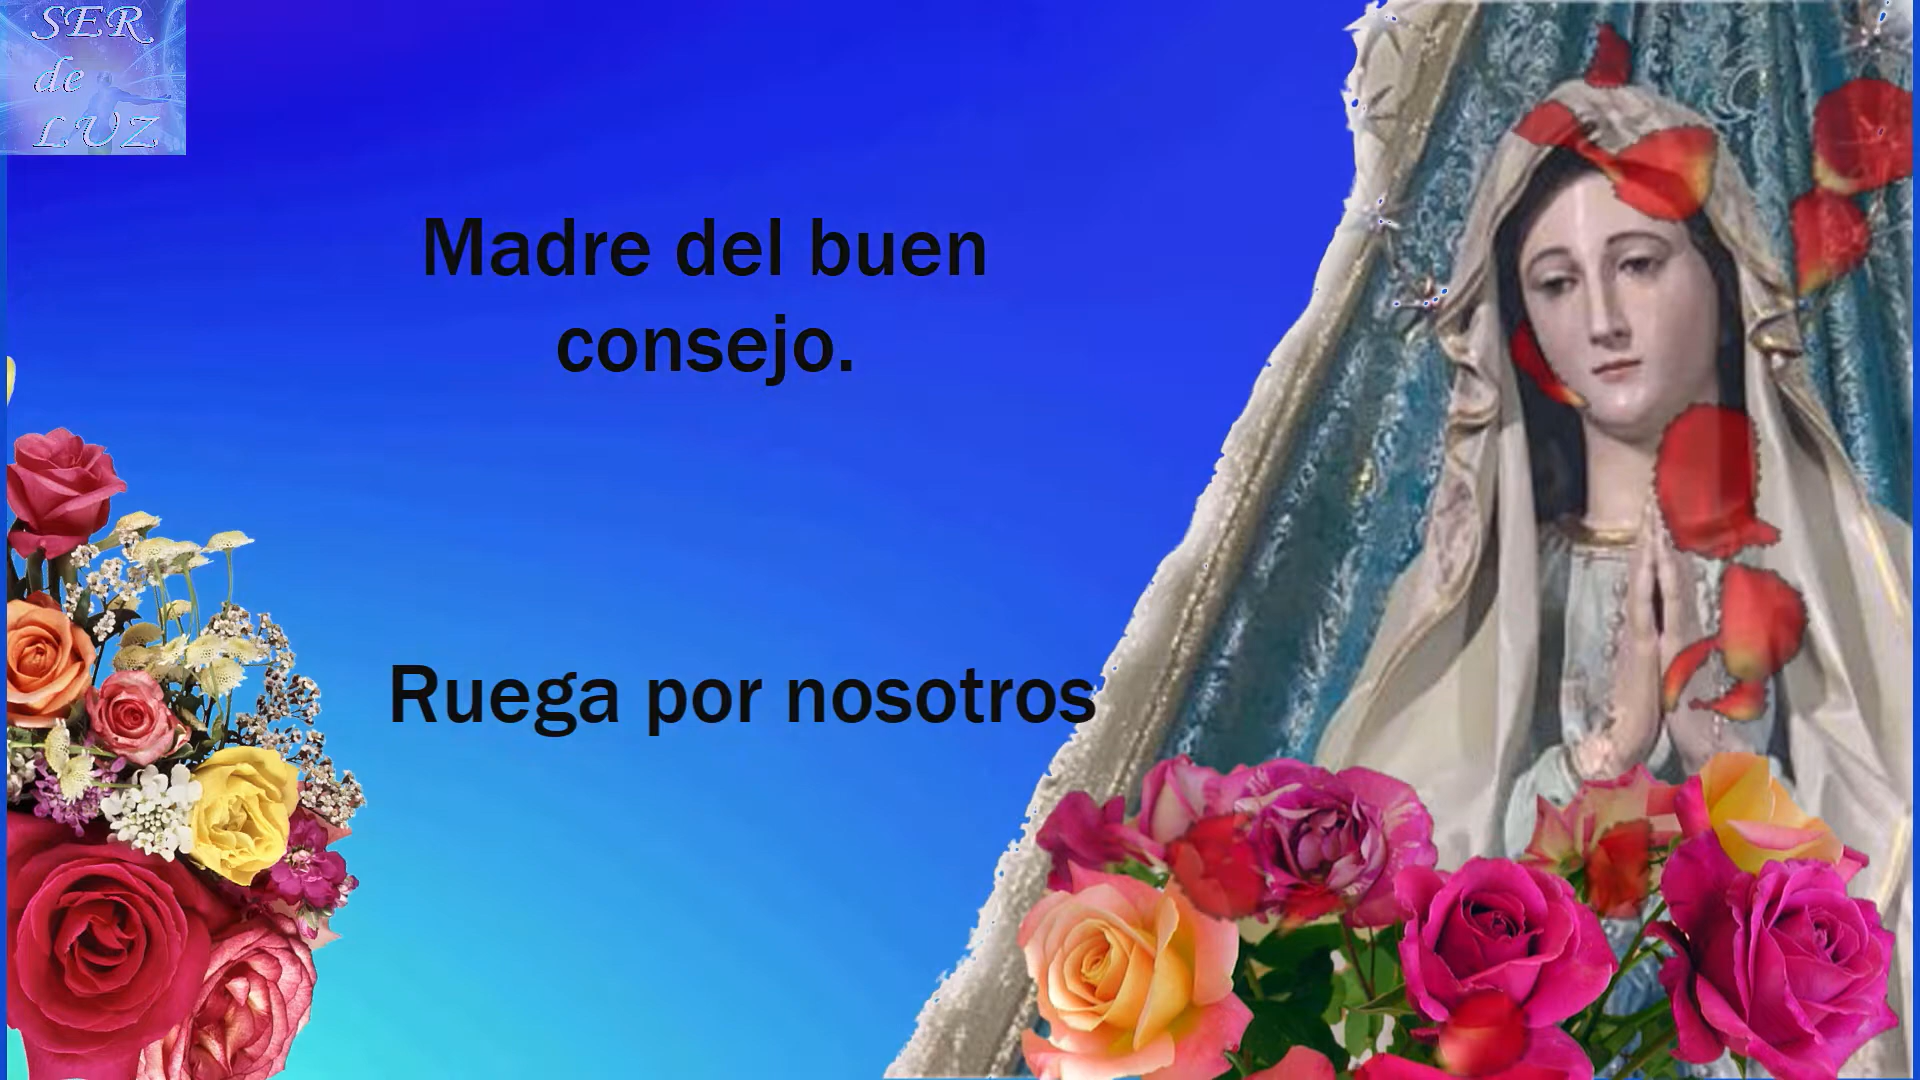 SER
de
LUZ
Madre del buen
consejo.
Ruega por nosotros